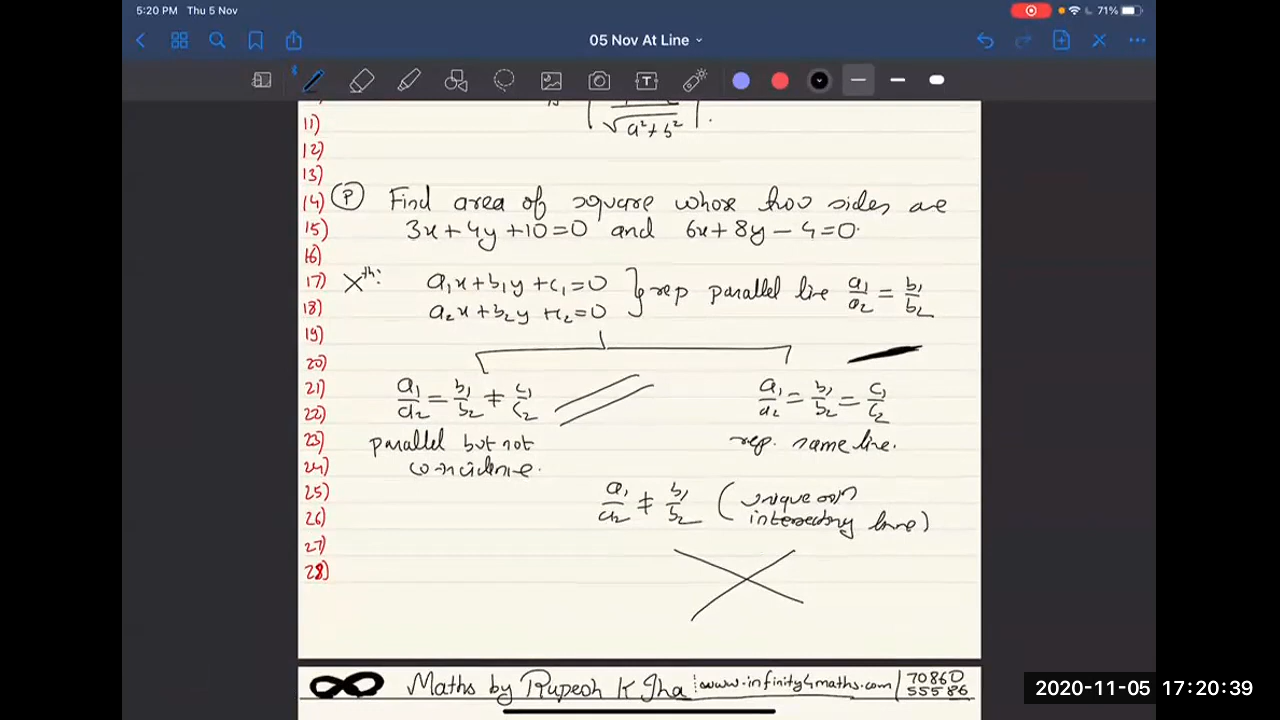 5:20 PM Thu 5 Nov
71%
05 Nov At Line
T
√a²+b²
11)
12)
13)
14) (P) Find area of square whose two sides are
15) 3x+4y+10=0 and 6x+8y-4=0.
16)
17) Xth: a₁x+b₁y+c₁=0 } rep parallel line a₁/a₂ = b₁/b₂
18) a₂x+b₂y+c₂=0
19)
20)
21) a₁/a₂ = b₁/b₂ ≠ c₁/c₂ a₁/a₂ = b₁/b₂ = c₁/c₂
22)
23) parallel but not rep. same line.
24)
25) a₁/a₂ ≠ b₁/b₂ (unique
26) line)
27)
28)
Maths by Rupesh K Jha www.infinity4maths.com/ 70860
55586
2020-11-05 17:20:39